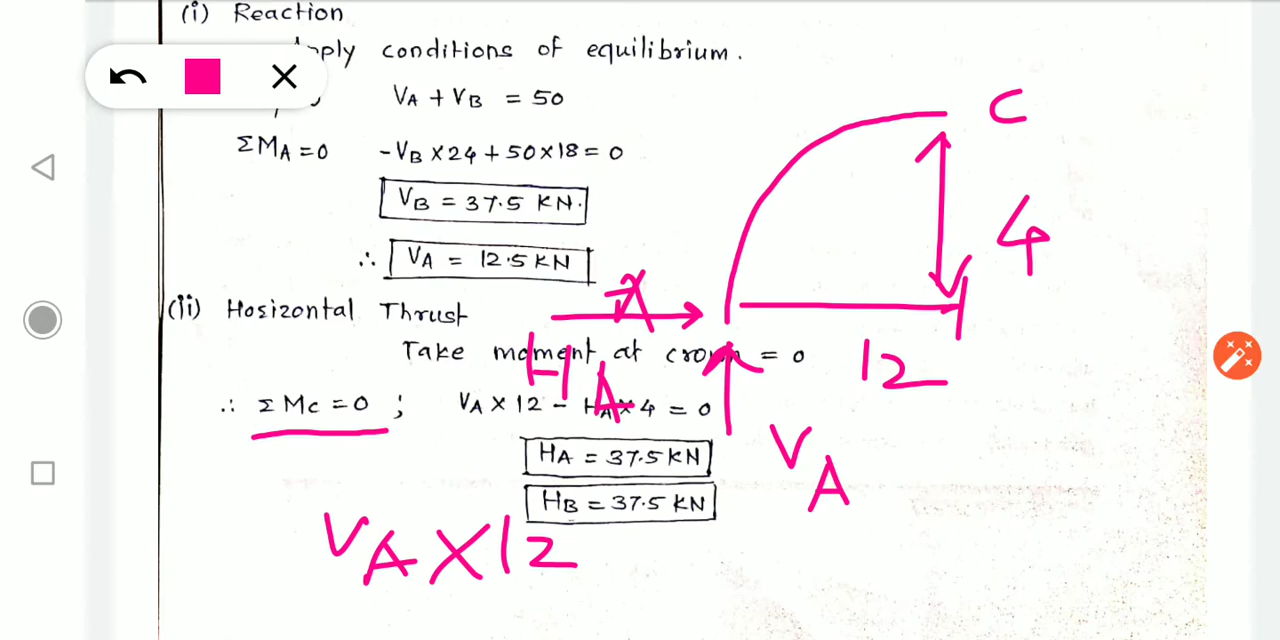 (i) Reaction
conditions of equilibrium.
VA + VB = 50
ΣMA = 0 -VB × 24 + 50 × 18 = 0
VB = 37.5 KN.
∴ VA = 12.5 KN
(ii) Hosizontal Thrust
Take moment at crown = 0
∴ ΣMc = 0 ; VA × 12 - HA × 4 = 0
HA = 37.5 KN
HB = 37.5 KN
C
4
12
HA
VA
VA × 12